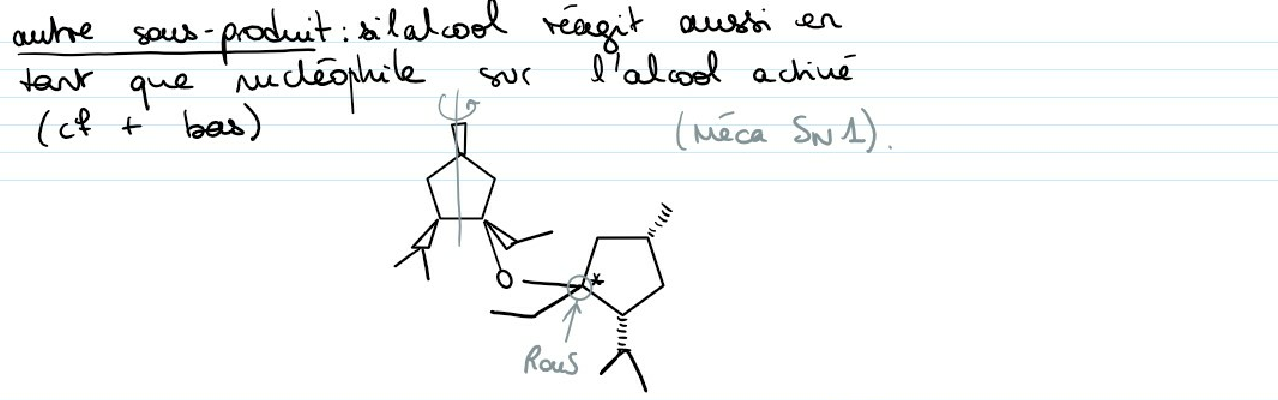 autre sous-produit : si l'alcool réagit aussi en
tant que nucléophile sur l'alcool activé
(cf + bas)
(Méca SN1).
O
*
R ou S